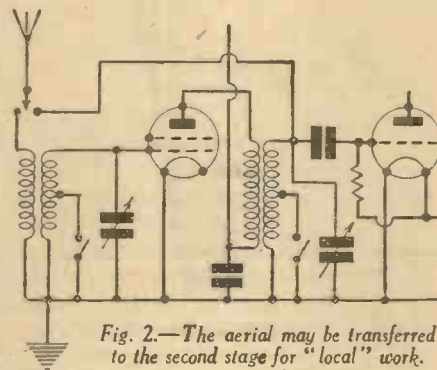 Fig. 2.—The aerial may be transferred
to the second stage for “local” work.